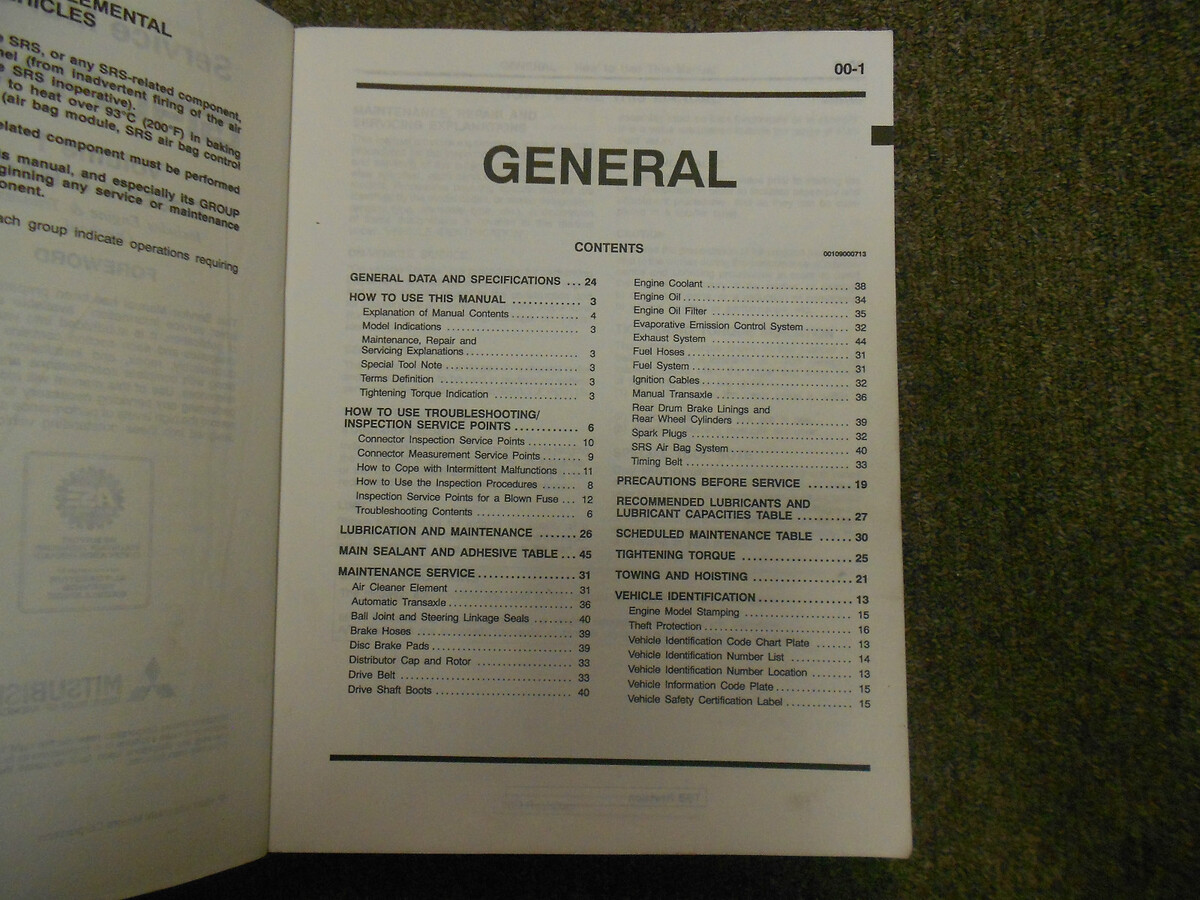 LEMENTAL
HICLES
SRS, or any SRS-related component,
nel (from inadvertent firing of the air
SRS inoperative).
to heat over 93°C (200°F) in baking
(air bag module, SRS air bag control
elated component must be performed
is manual, and especially its GROUP
ginning any service or maintenance
onent.
ach group indicate operations requiring
00-1
GENERAL
CONTENTS
00109000713
GENERAL DATA AND SPECIFICATIONS ... 24
HOW TO USE THIS MANUAL ............ 3
Explanation of Manual Contents ............ 4
Model Indications ...................... 3
Maintenance, Repair and
Servicing Explanations ................... 3
Special Tool Note ...................... 3
Terms Definition ....................... 3
Tightening Torque Indication .............. 3
HOW TO USE TROUBLESHOOTING/
INSPECTION SERVICE POINTS ............ 6
Connector Inspection Service Points .......... 10
Connector Measurement Service Points ........ 9
How to Cope with Intermittent Malfunctions .... 11
How to Use the Inspection Procedures ....... 8
Inspection Service Points for a Blown Fuse ... 12
Troubleshooting Contents .................... 6
LUBRICATION AND MAINTENANCE ....... 26
MAIN SEALANT AND ADHESIVE TABLE ... 45
MAINTENANCE SERVICE ................ 31
Air Cleaner Element ..................... 31
Automatic Transaxle ..................... 36
Ball Joint and Steering Linkage Seals ........ 40
Brake Hoses .......................... 39
Disc Brake Pads ........................ 39
Distributor Cap and Rotor ................. 33
Drive Belt ............................. 33
Drive Shaft Boots ....................... 40
Engine Coolant ........................ 38
Engine Oil ............................ 34
Engine Oil Filter ....................... 35
Evaporative Emission Control System ......... 32
Exhaust System ....................... 44
Fuel Hoses ........................... 31
Fuel System .......................... 31
Ignition Cables ........................ 32
Manual Transaxle ...................... 36
Rear Drum Brake Linings and
Rear Wheel Cylinders ................... 39
Spark Plugs .......................... 32
SRS Air Bag System .................... 40
Timing Belt ........................... 33
PRECAUTIONS BEFORE SERVICE ........ 19
RECOMMENDED LUBRICANTS AND
LUBRICANT CAPACITIES TABLE .......... 27
SCHEDULED MAINTENANCE TABLE ...... 30
TIGHTENING TORQUE ................. 25
TOWING AND HOISTING ............... 21
VEHICLE IDENTIFICATION .............. 13
Engine Model Stamping ................. 15
Theft Protection ....................... 16
Vehicle Identification Code Chart Plate ....... 13
Vehicle Identification Number List ........... 14
Vehicle Identification Number Location ........ 13
Vehicle Information Code Plate ............. 15
Vehicle Safety Certification Label ............ 15